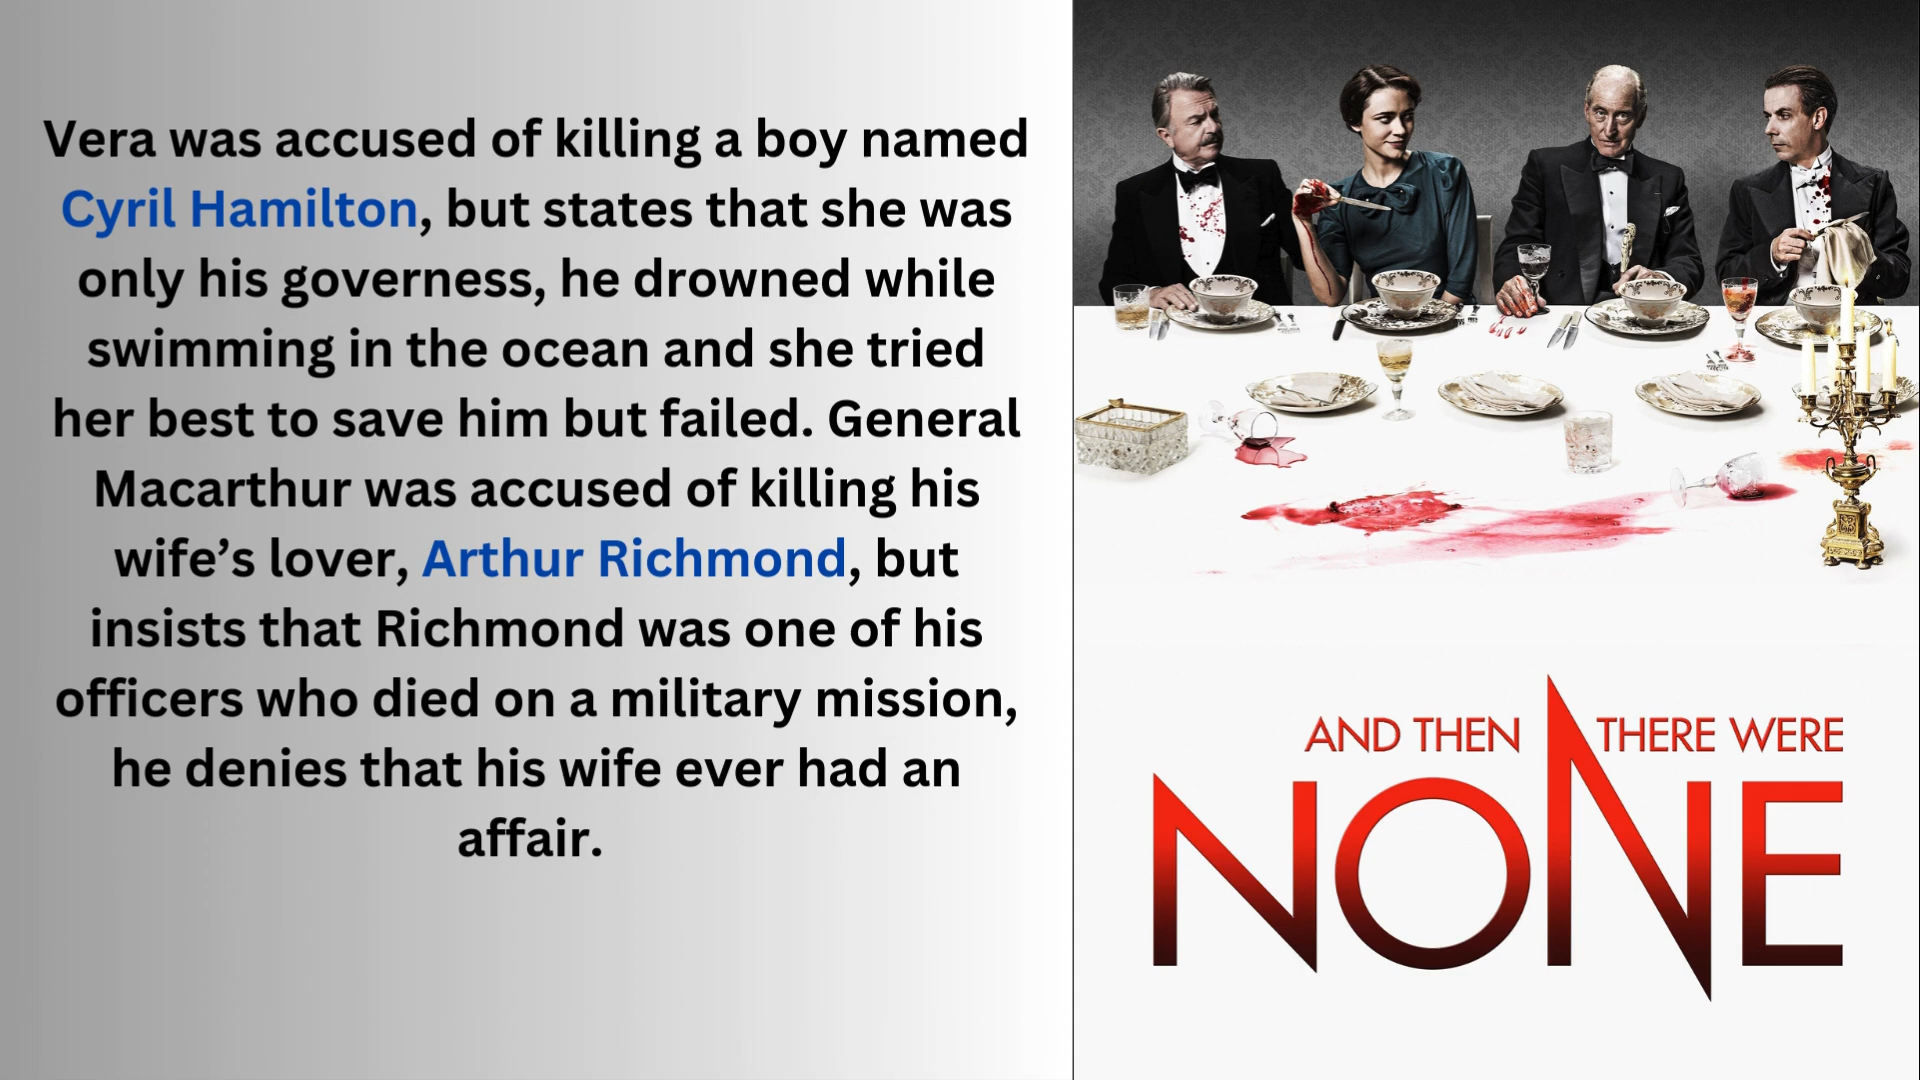 Vera was accused of killing a boy named
Cyril Hamilton, but states that she was
only his governess, he drowned while
swimming in the ocean and she tried
her best to save him but failed. General
Macarthur was accused of killing his
wife’s lover, Arthur Richmond, but
insists that Richmond was one of his
officers who died on a military mission,
he denies that his wife ever had an
affair.
AND THEN THERE WERE
NONE